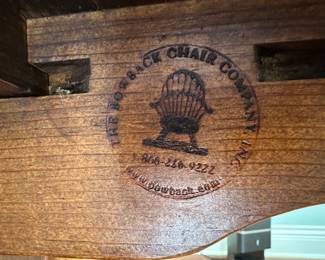 THE BOWBACK CHAIR COMPANY, INC.
www.bowback.com